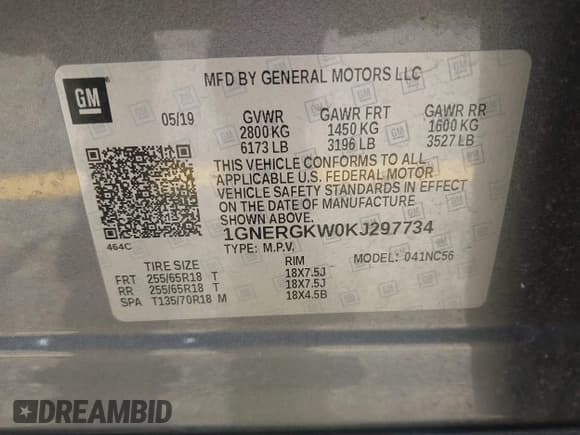 GM
MFD BY GENERAL MOTORS LLC
05/19
GVWR GAWR FRT GAWR RR
2800 KG 1450 KG 1600 KG
6173 LB 3196 LB 3527 LB
THIS VEHICLE CONFORMS TO ALL
APPLICABLE U.S. FEDERAL MOTOR
VEHICLE SAFETY STANDARDS IN EFFECT
ON THE DATE OF MANUFACTURE
SHOWN ABOVE.
464C
1GNERGKW0KJ297734
TYPE: M.P.V. MODEL: 041NC56
TIRE SIZE RIM
FRT 255/65R18 T 18X7.5J
RR 255/65R18 T 18X7.5J
SPA T135/70R18 M 18X4.5B
DREAMBID